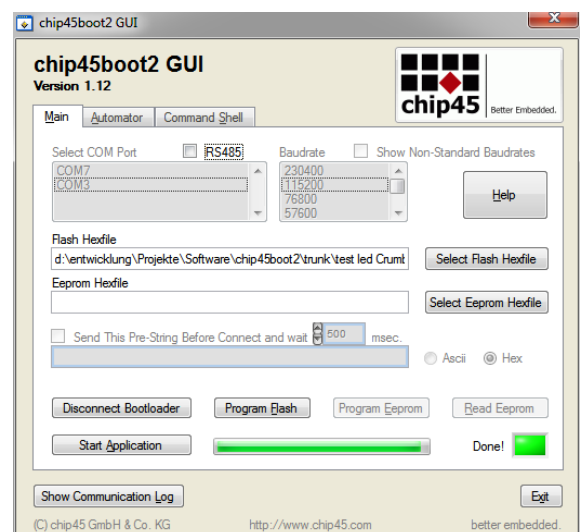 chip45boot2 GUI
chip45boot2 GUI
Version 1.12
chip45 Better Embedded.
Main Automator Command Shell
Select COM Port RS485 Baudrate Show Non-Standard Baudrates
COM7 230400
COM3 115200
76800
57600
Help
Flash Hexfile
d:\entwicklung\Projekte\Software\chip45boot2\trunk\test led Crumb Select Flash Hexfile
Eeprom Hexfile
Select Eeprom Hexfile
Send This Pre-String Before Connect and wait 500 msec.
Ascii Hex
Disconnect Bootloader Program Flash Program Eeprom Read Eeprom
Start Application Done!
Show Communication Log Exit
(C) chip45 GmbH & Co. KG http://www.chip45.com better embedded.